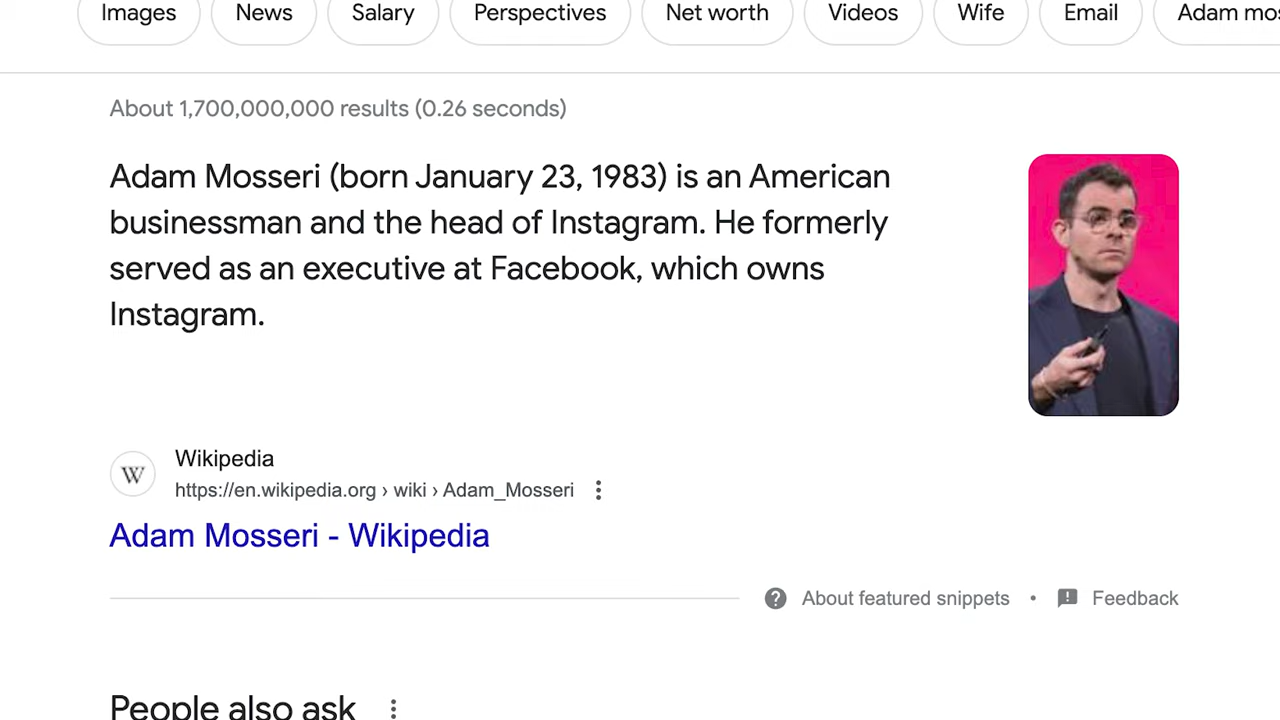 Images News Salary Perspectives Net worth Videos Wife Email Adam mos
About 1,700,000,000 results (0.26 seconds)
Adam Mosseri (born January 23, 1983) is an American
businessman and the head of Instagram. He formerly
served as an executive at Facebook, which owns
Instagram.
W
Wikipedia
https://en.wikipedia.org › wiki › Adam_Mosseri
Adam Mosseri - Wikipedia
About featured snippets • Feedback
People also ask